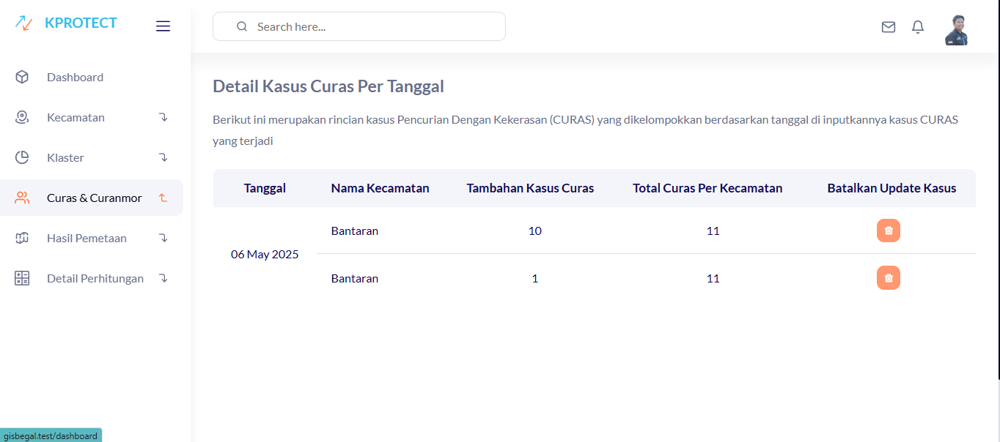 KPROTECT
Search here...
Dashboard
Kecamatan
Klaster
Curas & Curanmor
Hasil Pemetaan
Detail Perhitungan
Detail Kasus Curas Per Tanggal
Berikut ini merupakan rincian kasus Pencurian Dengan Kekerasan (CURAS) yang dikelompokkan berdasarkan tanggal di inputkannya kasus CURAS
yang terjadi
Tanggal Nama Kecamatan Tambahan Kasus Curas Total Curas Per Kecamatan Batalkan Update Kasus
Bantaran 10 11
06 May 2025
Bantaran 1 11
gisbegal.test/dashboard